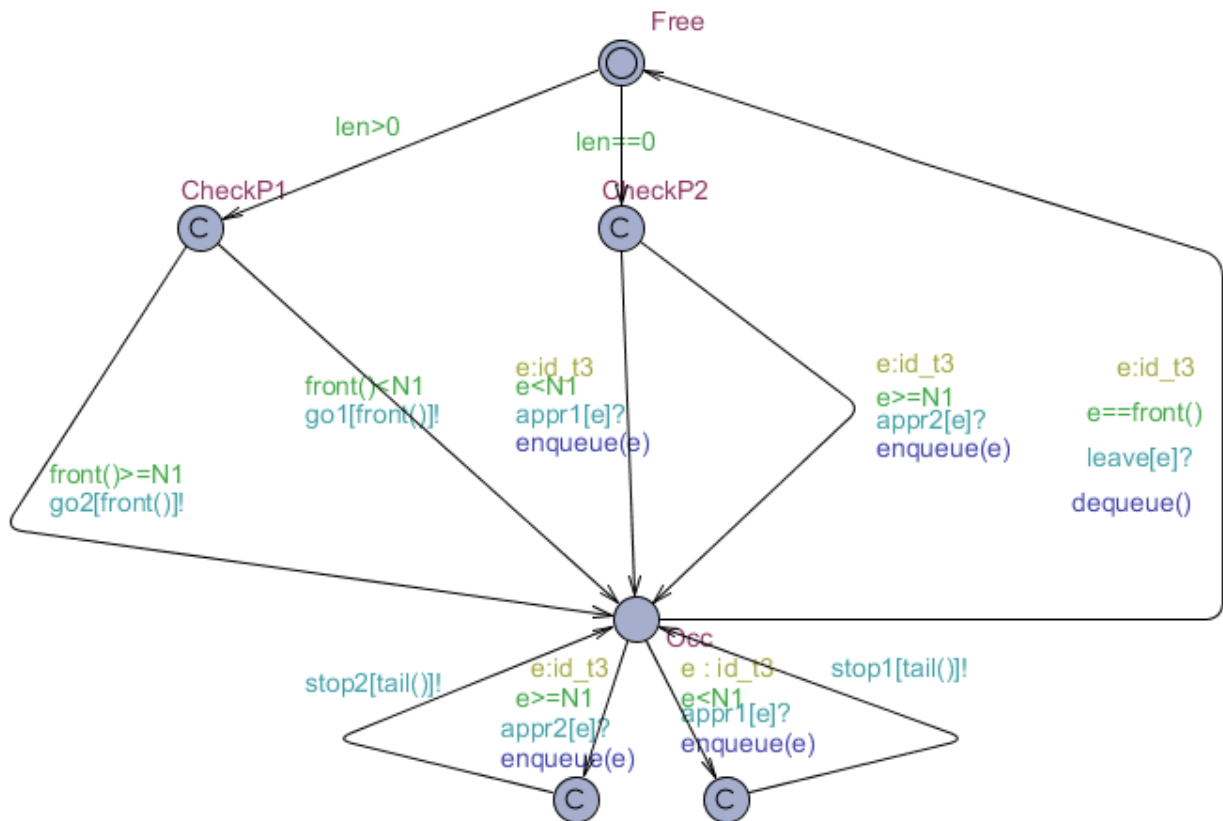 Free
len>0
len==0
CheckP1
CheckP2
C
C
front()<N1
go1[front()]!
e:id_t3
e<N1
appr1[e]?
enqueue(e)
e:id_t3
e>=N1
appr2[e]?
enqueue(e)
e:id_t3
e==front()
leave[e]?
dequeue()
front()>=N1
go2[front()]!
Occ
stop2[tail()]!
e:id_t3
e>=N1
appr2[e]?
enqueue(e)
e : id_t3
e<N1
appr1[e]?
enqueue(e)
stop1[tail()]!
C
C